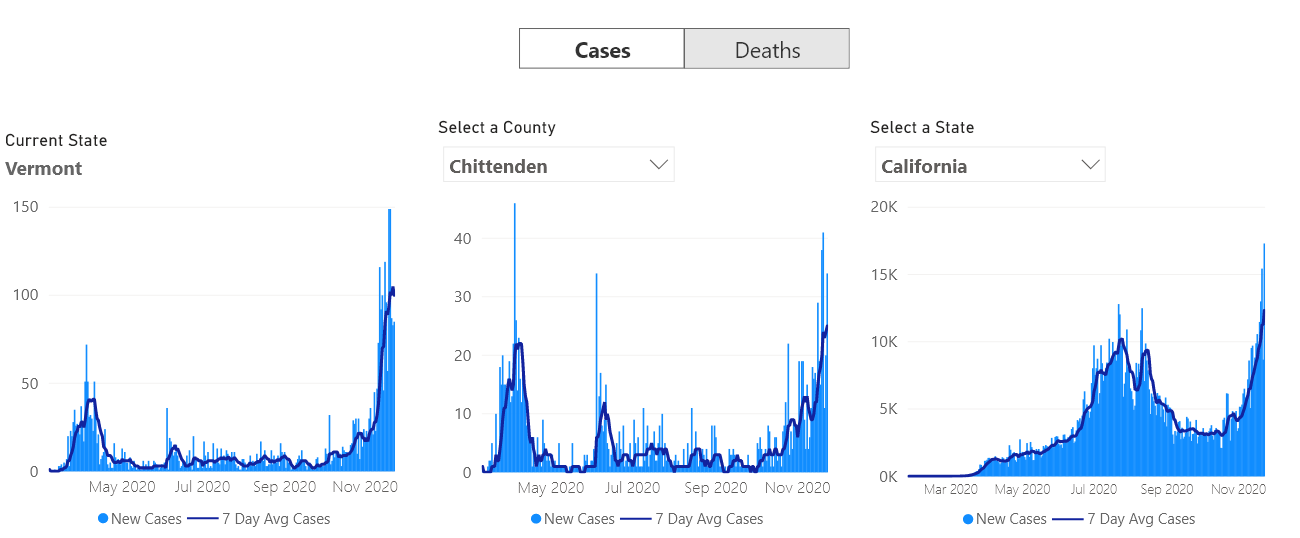 Cases Deaths
Current State
Vermont
150
100
50
0
May 2020 Jul 2020 Sep 2020 Nov 2020
New Cases 7 Day Avg Cases
Select a County
Chittenden
40
30
20
10
0
May 2020 Jul 2020 Sep 2020 Nov 2020
New Cases 7 Day Avg Cases
Select a State
California
20K
15K
10K
5K
0K
Mar 2020 May 2020 Jul 2020 Sep 2020 Nov 2020
New Cases 7 Day Avg Cases